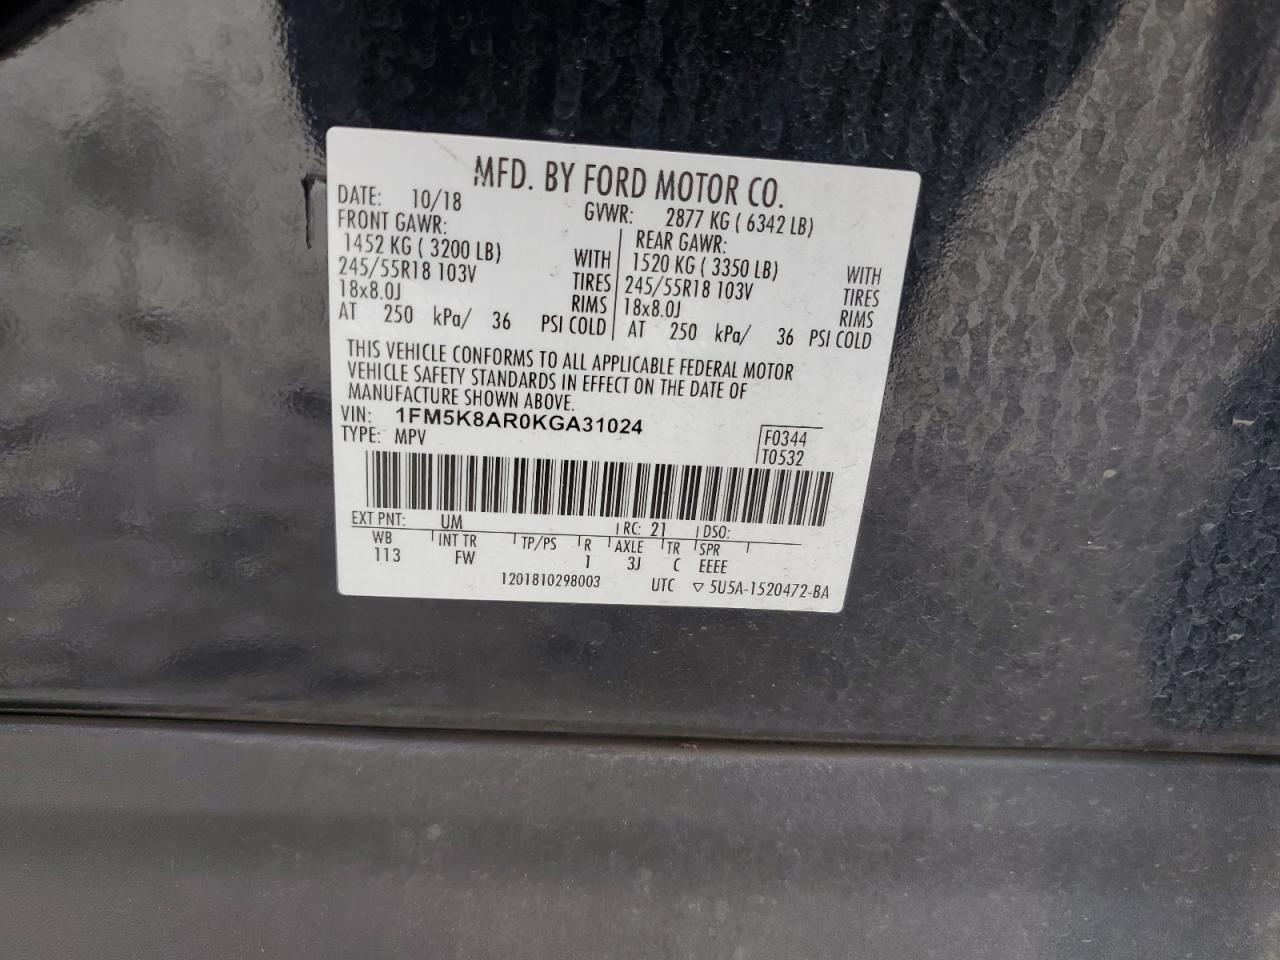 MFD. BY FORD MOTOR CO.
DATE: 10/18 GVWR: 2877 KG ( 6342 LB)
FRONT GAWR: REAR GAWR:
1452 KG ( 3200 LB) WITH 1520 KG ( 3350 LB) WITH
245/55R18 103V TIRES 245/55R18 103V TIRES
18x8.0J RIMS 18x8.0J RIMS
AT 250 kPa/ 36 PSI COLD AT 250 kPa/ 36 PSI COLD
THIS VEHICLE CONFORMS TO ALL APPLICABLE FEDERAL MOTOR
VEHICLE SAFETY STANDARDS IN EFFECT ON THE DATE OF
MANUFACTURE SHOWN ABOVE.
VIN: 1FM5K8AR0KGA31024
TYPE: MPV
F0344
T0532
EXT PNT: UM RC: 21 DSO:
WB INT TR TP/PS R AXLE TR SPR
113 FW 1 3J C EEEE
1201810298003 UTC ▽ 5U5A-1520472-BA